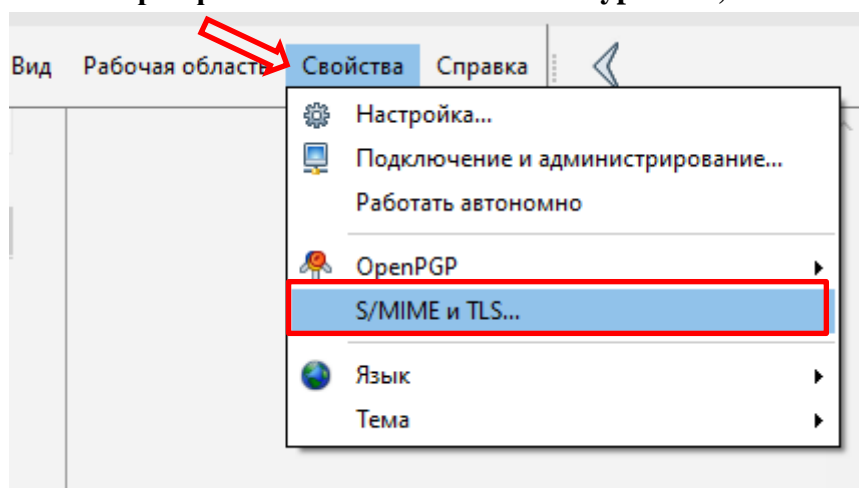 Вид Рабочая область Свойства Справка
Настройка...
Подключение и администрирование...
Работать автономно
OpenPGP
S/MIME и TLS...
Язык
Тема